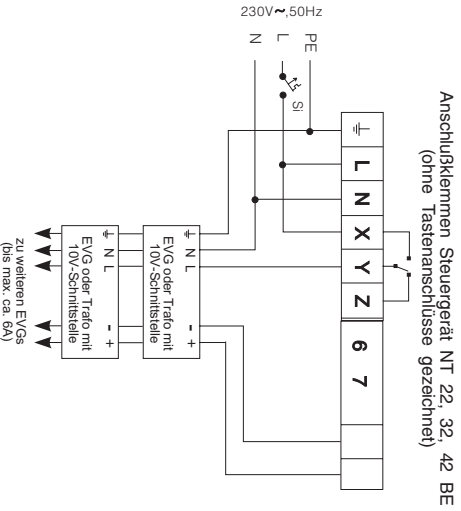 Anschlußklemmen Steuergerät NT 22, 32, 42 BE
(ohne Tastenanschlüsse gezeichnet)
230V~,50Hz
PE
L
N
Si
L
N
X
Y
Z
6
7
N L
- +
EVG oder Trafo mit
10V-Schnittstelle
N L
- +
EVG oder Trafo mit
10V-Schnittstelle
zu weiteren EVGs
(bis max. ca. 6A)